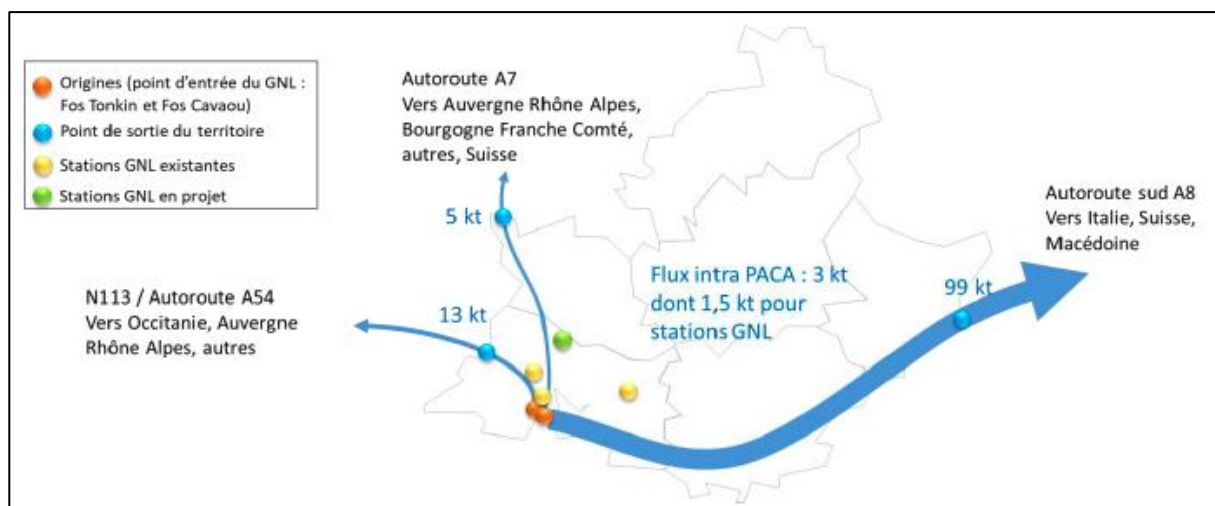 Origines (point d'entrée du GNL :
Fos Tonkin et Fos Cavaou)
Point de sortie du territoire
Stations GNL existantes
Stations GNL en projet
Autoroute A7
Vers Auvergne Rhône Alpes,
Bourgogne Franche Comté,
autres, Suisse
5 kt
Autoroute sud A8
Vers Italie, Suisse,
Macédoine
Flux intra PACA : 3 kt
dont 1,5 kt pour
stations GNL
99 kt
N113 / Autoroute A54
Vers Occitanie, Auvergne
Rhône Alpes, autres
13 kt